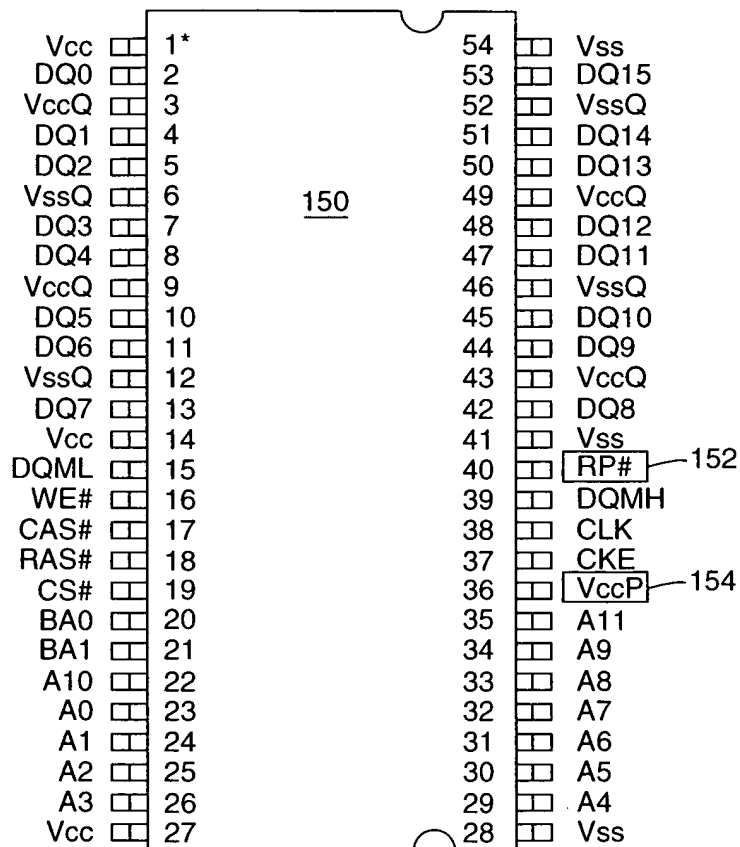 Vcc 1* 54 Vss
DQ0 2 53 DQ15
VccQ 3 52 VssQ
DQ1 4 51 DQ14
DQ2 5 50 DQ13
VssQ 6 150 49 VccQ
DQ3 7 48 DQ12
DQ4 8 47 DQ11
VccQ 9 46 VssQ
DQ5 10 45 DQ10
DQ6 11 44 DQ9
VssQ 12 43 VccQ
DQ7 13 42 DQ8
Vcc 14 41 Vss
DQML 15 40 RP# 152
WE# 16 39 DQMH
CAS# 17 38 CLK
RAS# 18 37 CKE
CS# 19 36 VccP 154
BA0 20 35 A11
BA1 21 34 A9
A10 22 33 A8
A0 23 32 A7
A1 24 31 A6
A2 25 30 A5
A3 26 29 A4
Vcc 27 28 Vss